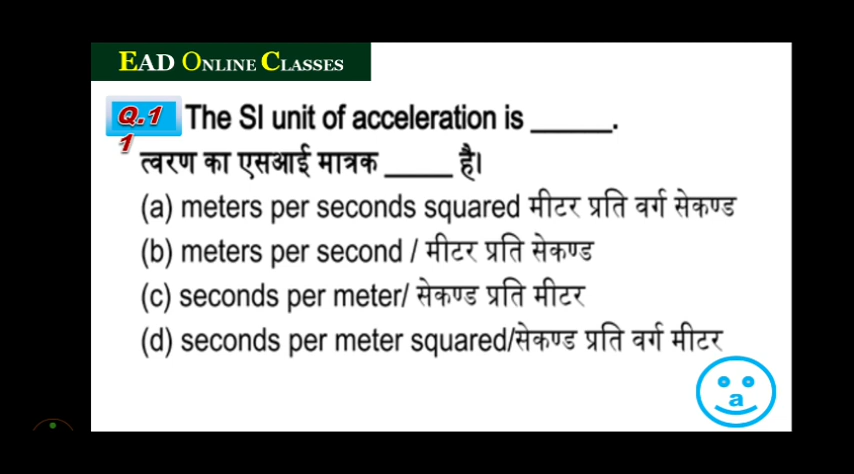 EAD ONLINE CLASSES
Q.1 The SI unit of acceleration is ______.
1
त्वरण का एसआई मात्रक _____ है।
(a) meters per seconds squared मीटर प्रति वर्ग सेकण्ड
(b) meters per second / मीटर प्रति सेकण्ड
(c) seconds per meter/ सेकण्ड प्रति मीटर
(d) seconds per meter squared/सेकण्ड प्रति वर्ग मीटर
a